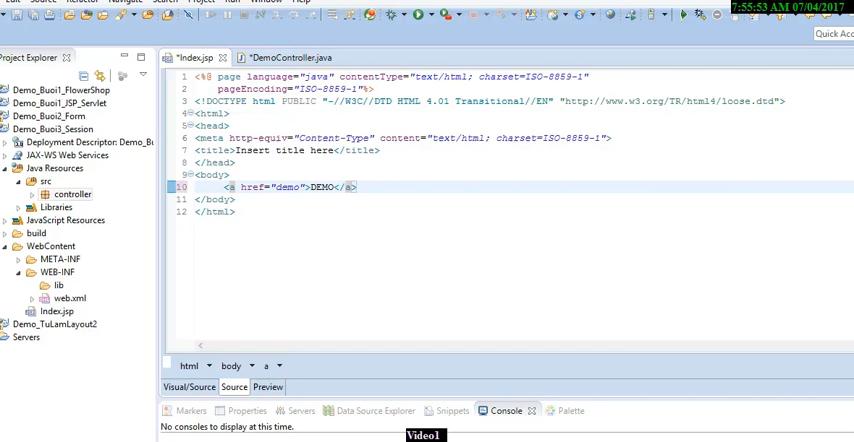 Edit Source Refactor Navigate Search Project Run Window Help
7:55:53 AM 07/04/2017
Quick Acc
Project Explorer
*Index.jsp
*DemoController.java
Demo_Buoi1_FlowerShop
Demo_Buoi1_JSP_Servlet
Demo_Buoi2_Form
Demo_Buoi3_Session
Deployment Descriptor: Demo_Bu
JAX-WS Web Services
Java Resources
src
controller
Libraries
JavaScript Resources
build
WebContent
META-INF
WEB-INF
lib
web.xml
Index.jsp
Demo_TuLamLayout2
Servers
1 <%@ page language="java" contentType="text/html; charset=ISO-8859-1"
2 pageEncoding="ISO-8859-1"%>
3 <!DOCTYPE html PUBLIC "-//W3C//DTD HTML 4.01 Transitional//EN" "http://www.w3.org/TR/html4/loose.dtd">
4 <html>
5 <head>
6 <meta http-equiv="Content-Type" content="text/html; charset=ISO-8859-1">
7 <title>Insert title here</title>
8 </head>
9 <body>
10 <a href="demo">DEMO</a>
11 </body>
12 </html>
html body a
Visual/Source Source Preview
Markers Properties Servers Data Source Explorer Snippets Console Palette
No consoles to display at this time.
Video1